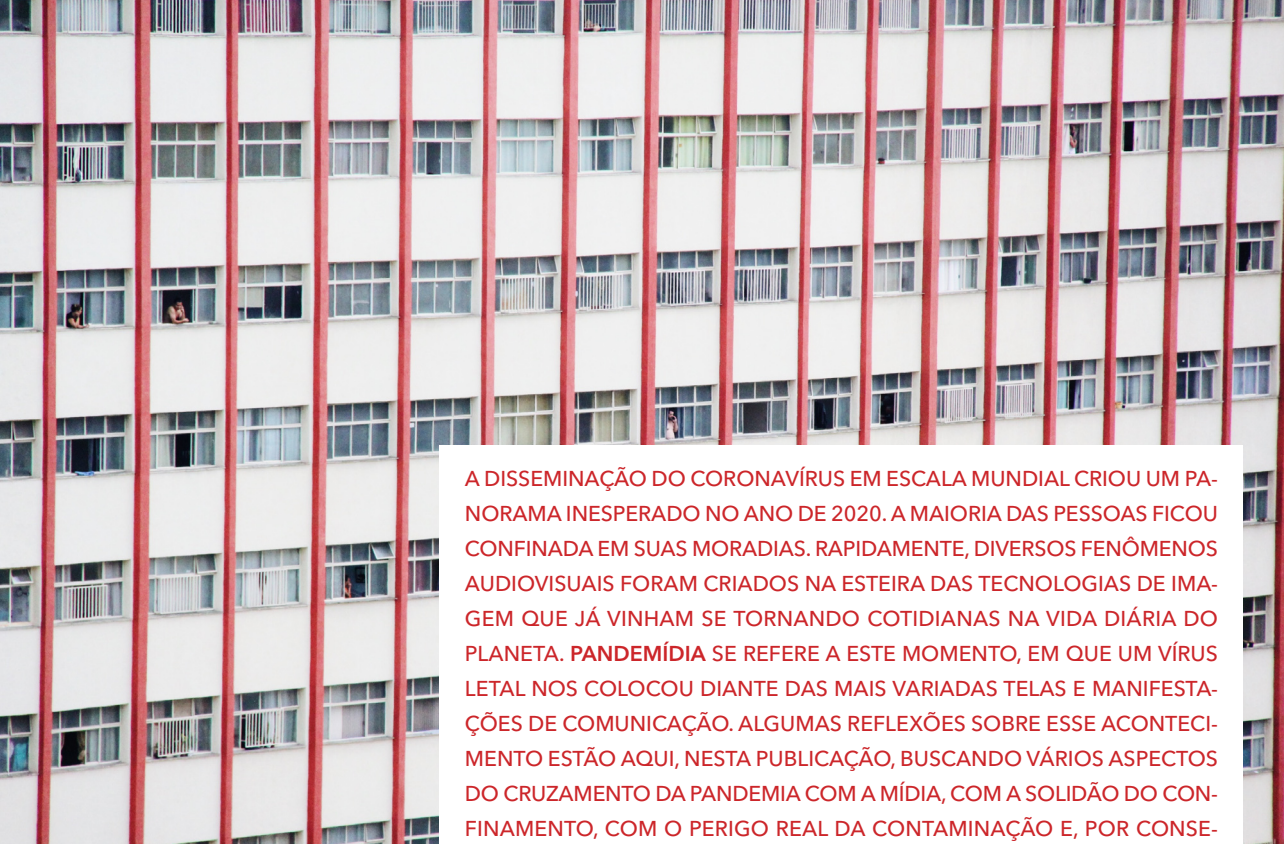 A DISSEMINAÇÃO DO CORONAVÍRUS EM ESCALA MUNDIAL CRIOU UM PA-
NORAMA INESPERADO NO ANO DE 2020. A MAIORIA DAS PESSOAS FICOU
CONFINADA EM SUAS MORADIAS. RAPIDAMENTE, DIVERSOS FENÔMENOS
AUDIOVISUAIS FORAM CRIADOS NA ESTEIRA DAS TECNOLOGIAS DE IMA-
GEM QUE JÁ VINHAM SE TORNANDO COTIDIANAS NA VIDA DIÁRIA DO
PLANETA. PANDEMÍDIA SE REFERE A ESTE MOMENTO, EM QUE UM VÍRUS
LETAL NOS COLOCOU DIANTE DAS MAIS VARIADAS TELAS E MANIFESTA-
ÇÕES DE COMUNICAÇÃO. ALGUMAS REFLEXÕES SOBRE ESSE ACONTECI-
MENTO ESTÃO AQUI, NESTA PUBLICAÇÃO, BUSCANDO VÁRIOS ASPECTOS
DO CRUZAMENTO DA PANDEMIA COM A MÍDIA, COM A SOLIDÃO DO CON-
FINAMENTO, COM O PERIGO REAL DA CONTAMINAÇÃO E, POR CONSE-